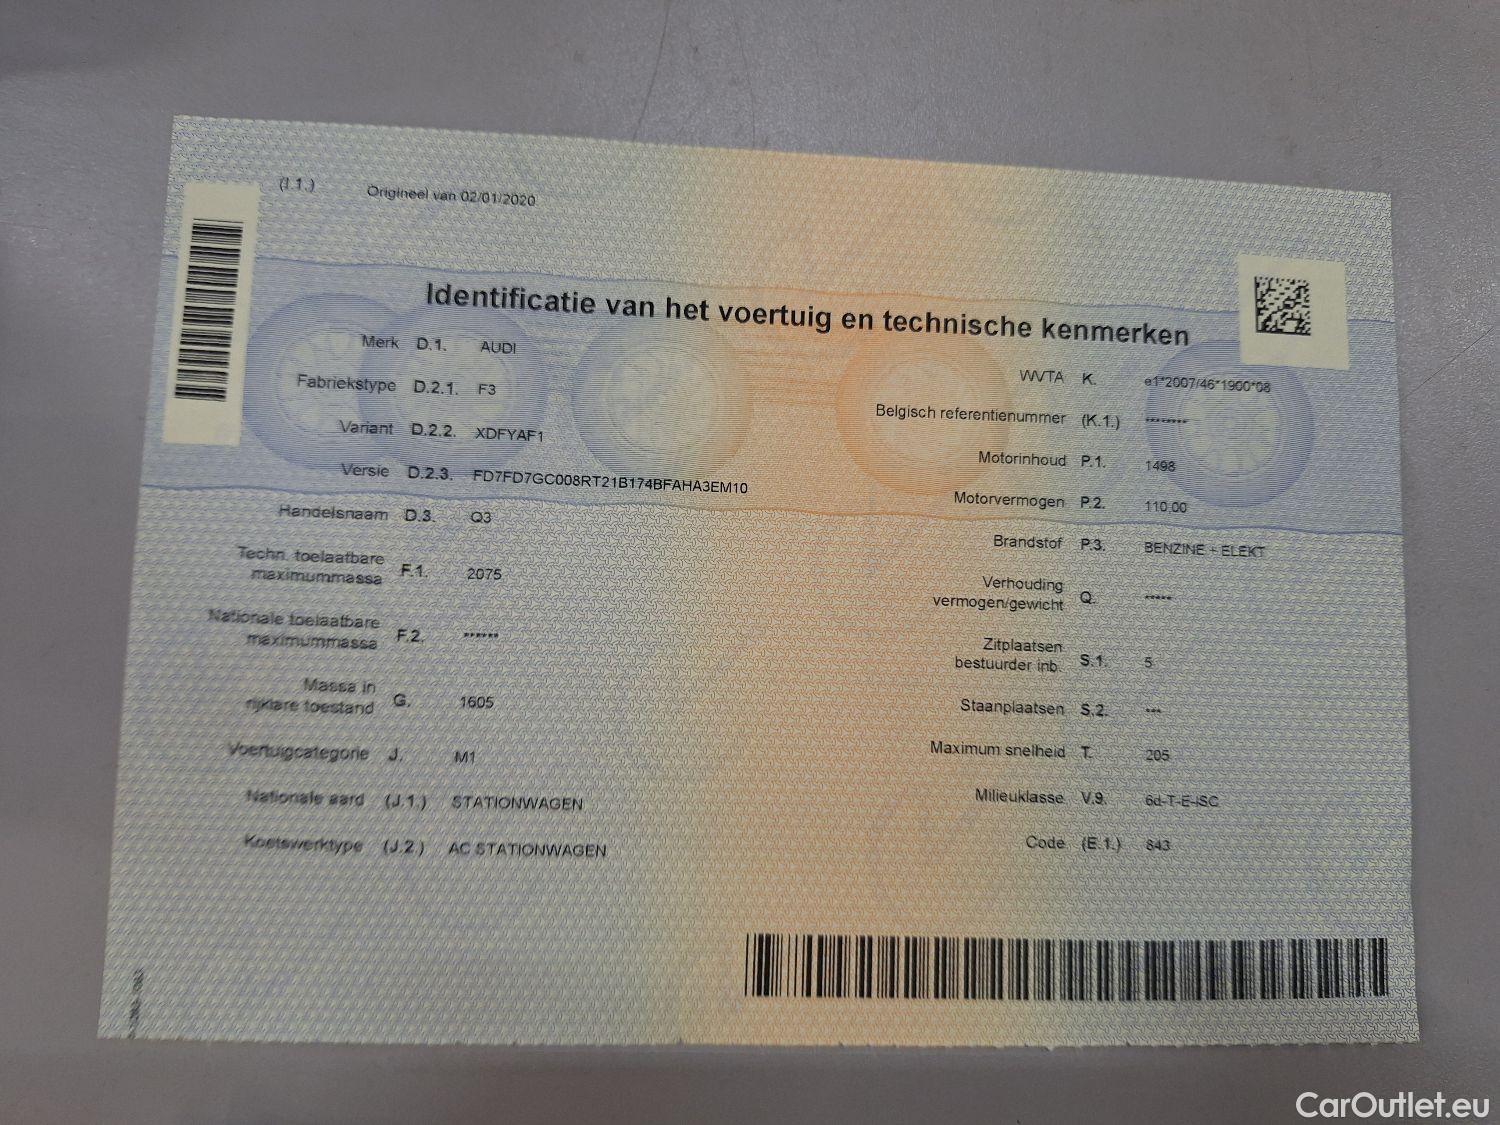 (I.1.) Origineel van 02/01/2020
Identificatie van het voertuig en technische kenmerken
Merk D.1. AUDI
Fabriekstype D.2.1. F3
Variant D.2.2. XDFYAF1
Versie D.2.3. FD7FD7GC008RT21B174BFAHA3EM10
Handelsnaam D.3. Q3
Techn. toelaatbare
maximummassa F.1. 2075
Nationale toelaatbare
maximummassa F.2. ******
Massa in
rijklare toestand G. 1605
Voertuigcategorie J. M1
Nationale aard (J.1.) STATIONWAGEN
Koetswerktype (J.2.) AC STATIONWAGEN
WVTA K. e1*2007/46*1900*08
Belgisch referentienummer (K.1.) ********
Motorinhoud P.1. 1498
Motorvermogen P.2. 110.00
Brandstof P.3. BENZINE + ELEKT
Verhouding
vermogen/gewicht Q. *****
Zitplaatsen
bestuurder inb. S.1. 5
Staanplaatsen S.2. ***
Maximum snelheid T. 205
Milieuklasse V.9. 6d-T-E-ISC
Code (E.1.) 843
CarOutlet.eu